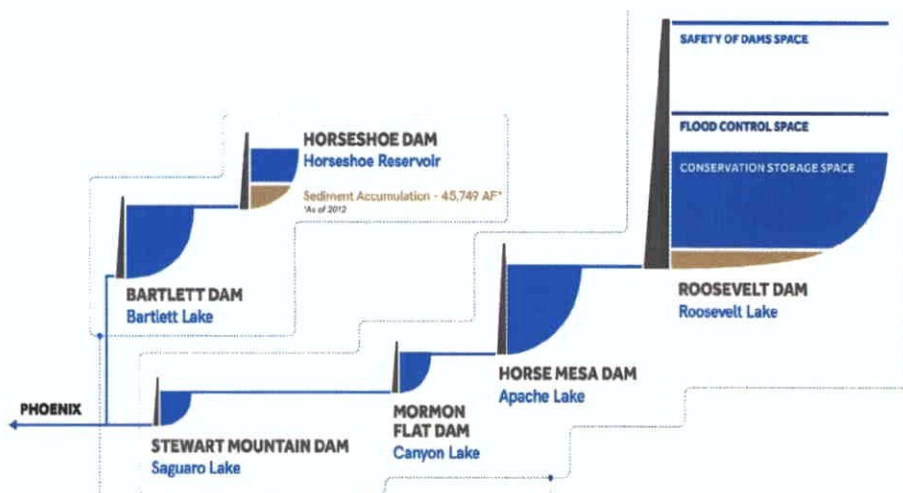 SAFETY OF DAMS SPACE
FLOOD CONTROL SPACE
CONSERVATION STORAGE SPACE
HORSESHOE DAM
Horseshoe Reservoir
Sediment Accumulation - 45,749 AF*
*As of 2012
BARTLETT DAM
Bartlett Lake
ROOSEVELT DAM
Roosevelt Lake
HORSE MESA DAM
Apache Lake
MORMON
FLAT DAM
Canyon Lake
PHOENIX
STEWART MOUNTAIN DAM
Saguaro Lake